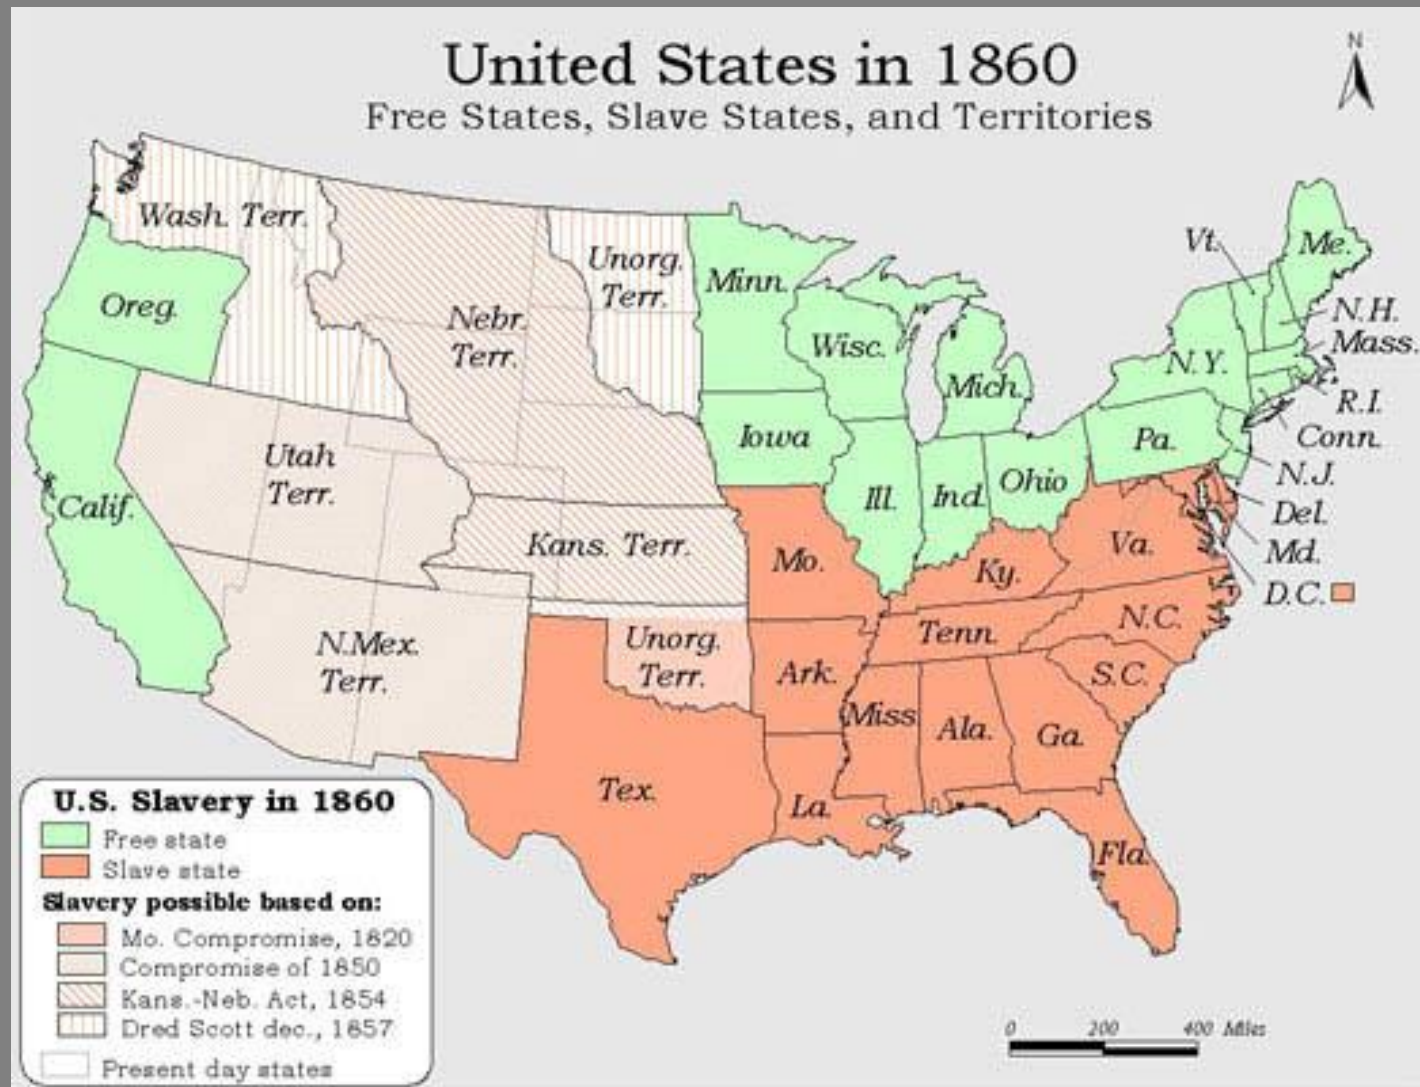 United States in 1860
Free States, Slave States, and Territories
N
Wash. Terr.
Oreg.
Calif.
Nebr.
Terr.
Unorg.
Terr.
Utah
Terr.
Kans. Terr.
N.Mex.
Terr.
Unorg.
Terr.
Minn.
Wisc.
Mich.
Iowa
Ill.
Ind.
Ohio
Pa.
N.Y.
Vt.
Me.
N.H.
Mass.
R.I.
Conn.
N.J.
Del.
Md.
D.C.
Mo.
Ky.
Va.
Tenn.
N.C.
Ark.
S.C.
Miss
Ala.
Ga.
Tex.
La.
Fla.
U.S. Slavery in 1860
Free state
Slave state
Slavery possible based on:
Mo. Compromise, 1820
Compromise of 1850
Kans.-Neb. Act, 1854
Dred Scott dec., 1857
Present day states
0 200 400 Miles